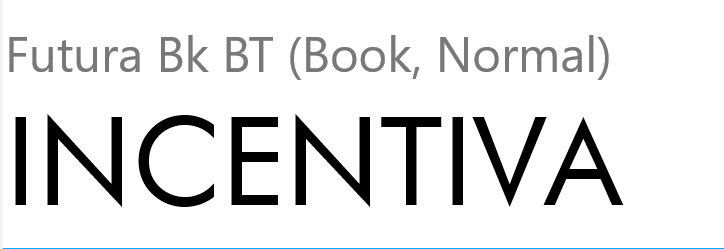 Futura Bk BT (Book, Normal)
INCENTIVA